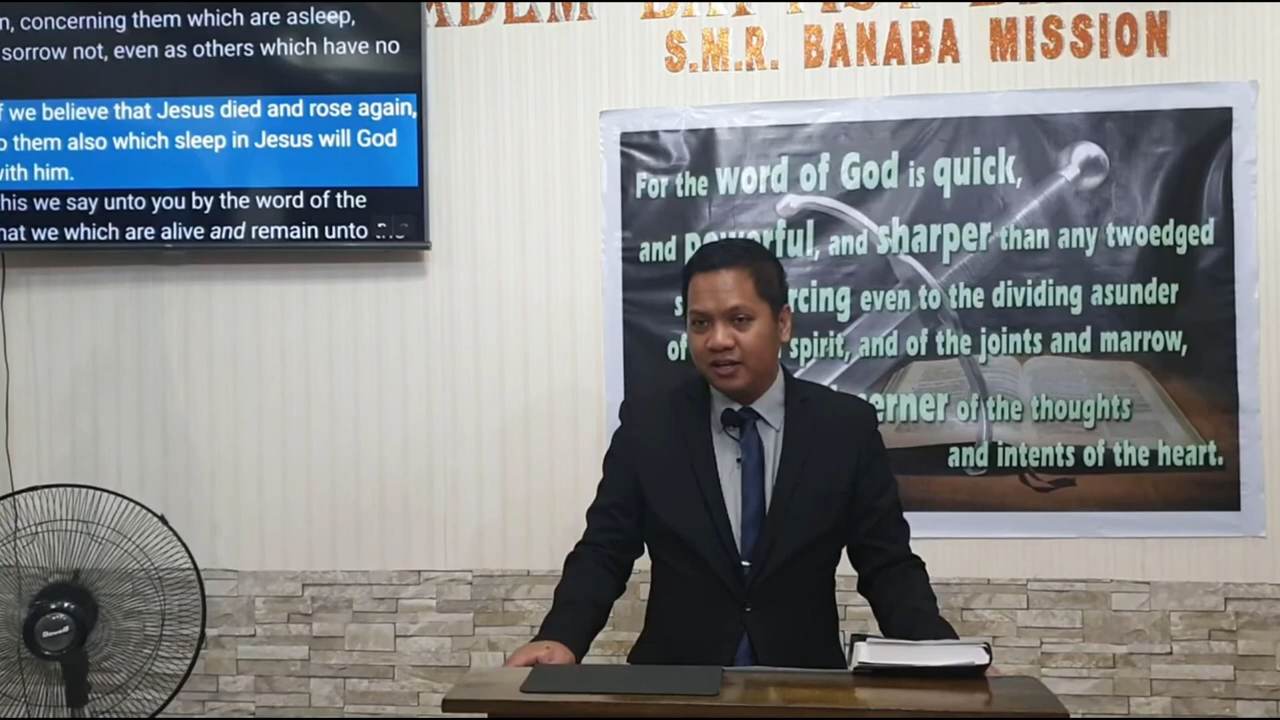 n, concerning them which are asleep,
sorrow not, even as others which have no
f we believe that Jesus died and rose again,
o them also which sleep in Jesus will God
with him.
his we say unto you by the word of the
hat we which are alive and remain unto the
S.M.R. BANABA MISSION
For the word of God is quick,
and powerful, and sharper than any twoedged
s rcing even to the dividing asunder
of spirit, and of the joints and marrow,
erner of the thoughts
and intents of the heart.